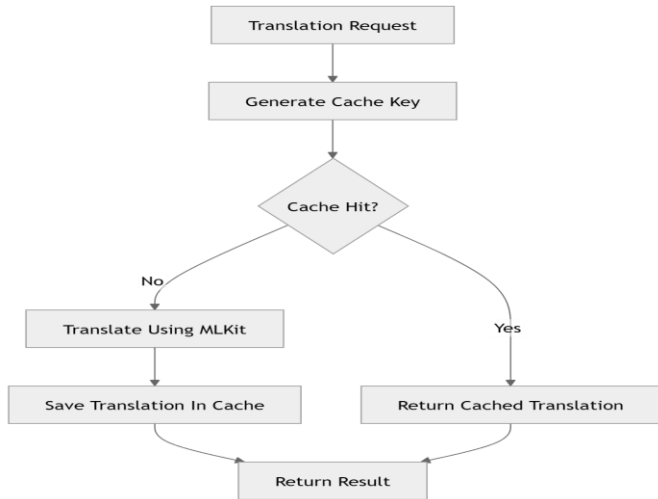 Translation Request
Generate Cache Key
Cache Hit?
No
Yes
Translate Using MLKit
Save Translation In Cache
Return Cached Translation
Return Result